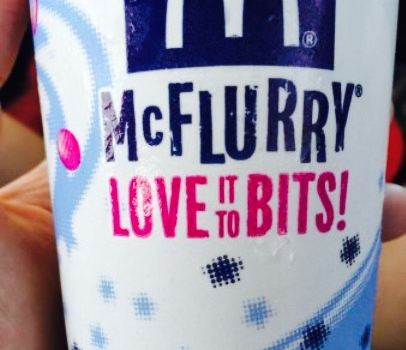 McFLURRY®
LOVE IT TO BITS!